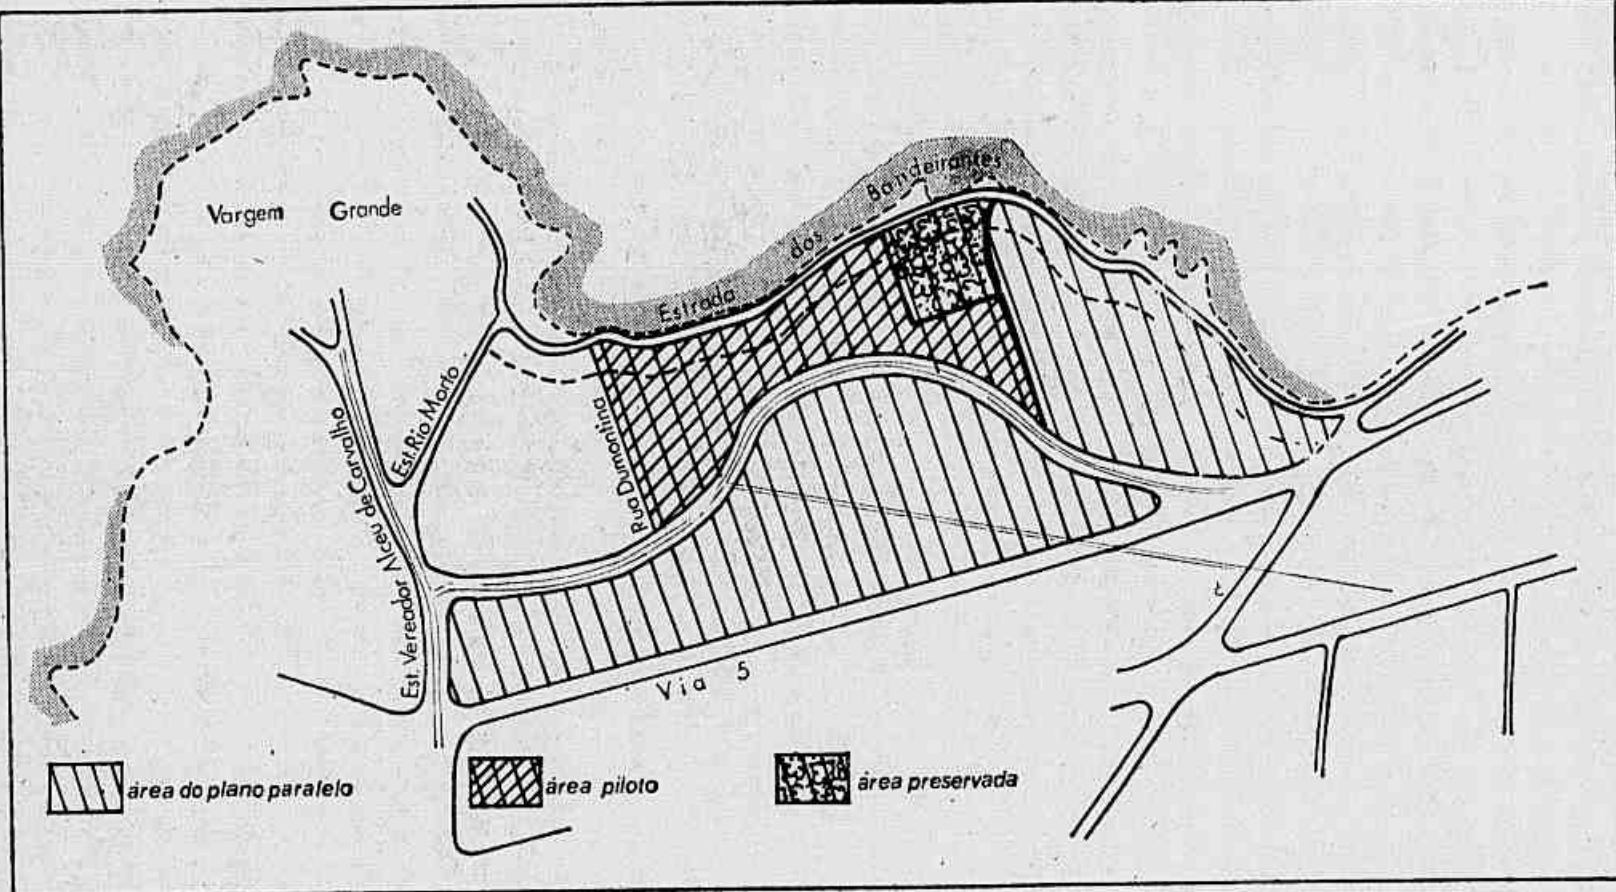 Vargem Grande
Estrada dos Bandeirantes
Est. Rio Morto
Rua Dumoninha
Est. Vereador Alceu de Carvalho
Via 5
área do plano paralelo
área piloto
área preservada